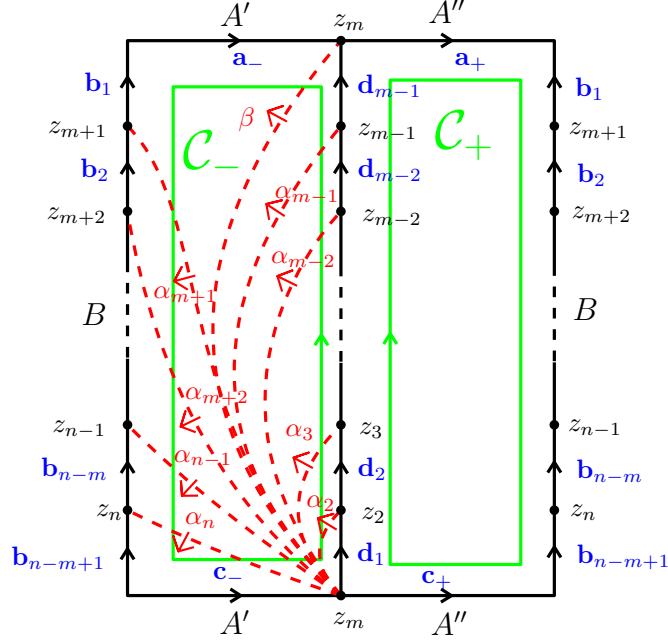 A′ z_m A″
a_− a_+
b_1 d_{m−1} b_1
β
z_{m+1} C_− z_{m−1} C_+ z_{m+1}
b_2 d_{m−2} b_2
α_{m−1}
z_{m+2} z_{m−2} z_{m+2}
α_{m−2}
α_{m+1}
B B
α_{m+2}
z_{n−1} α_3 z_3 z_{n−1}
α_{n−1}
b_{n−m} d_2 b_{n−m}
α_2
z_n α_n z_2 z_n
b_{n−m+1} d_1 b_{n−m+1}
c_− c_+
A′ z_m A″